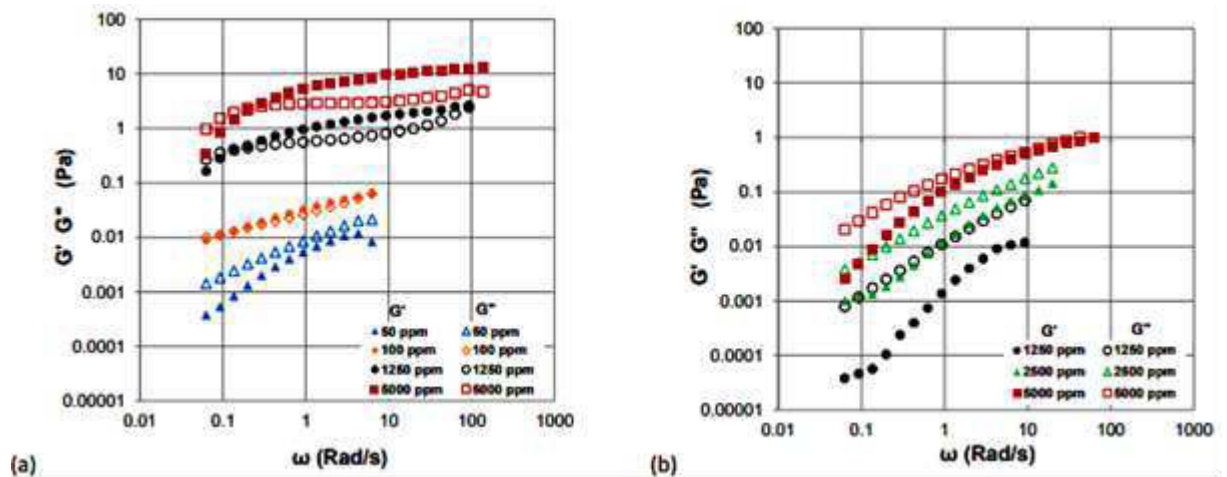 100
10
1
0.1
0.01
0.001
0.0001
0.00001
G' G" (Pa)
0.01 0.1 1 10 100 1000
ω (Rad/s)
G' G"
50 ppm 50 ppm
100 ppm 100 ppm
1250 ppm 1250 ppm
5000 ppm 5000 ppm
(a)
100
10
1
0.1
0.01
0.001
0.0001
0.00001
G' G" (Pa)
0.01 0.1 1 10 100 1000
ω (Rad/s)
G' G"
1250 ppm 1250 ppm
2500 ppm 2500 ppm
5000 ppm 5000 ppm
(b)